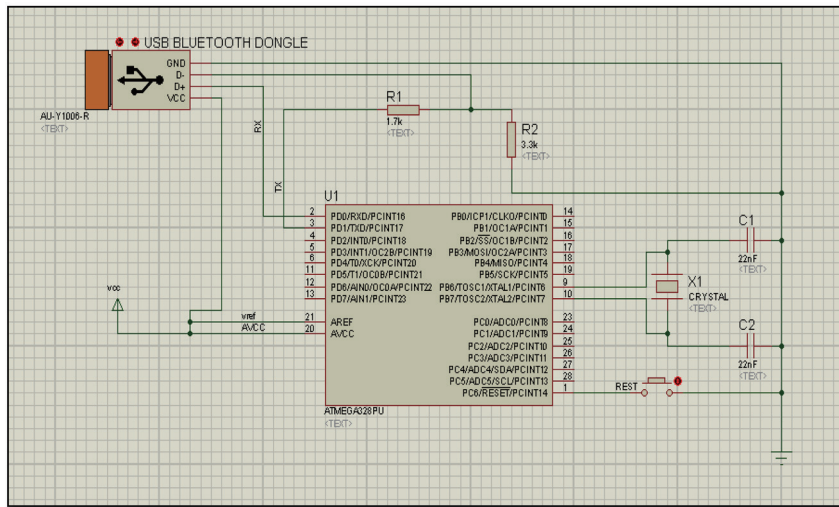 USB BLUETOOTH DONGLE
GND
D-
D+
VCC
AU-Y1006-R
<TEXT>
RX
TX
R1
1.7k
<TEXT>
R2
3.3k
<TEXT>
U1
2 PD0/RXD/PCINT16
3 PD1/TXD/PCINT17
4 PD2/INT0/PCINT18
5 PD3/INT1/OC2B/PCINT19
6 PD4/T0/XCK/PCINT20
11 PD5/T1/OC0B/PCINT21
12 PD6/AIN0/OC0A/PCINT22
13 PD7/AIN1/PCINT23
21 AREF
20 AVCC
PB0/ICP1/CLKO/PCINT0 14
PB1/OC1A/PCINT1 15
PB2/SS/OC1B/PCINT2 16
PB3/MOSI/OC2A/PCINT3 17
PB4/MISO/PCINT4 18
PB5/SCK/PCINT5 19
PB6/TOSC1/XTAL1/PCINT6 9
PB7/TOSC2/XTAL2/PCINT7 10
PC0/ADC0/PCINT8 23
PC1/ADC1/PCINT9 24
PC2/ADC2/PCINT10 25
PC3/ADC3/PCINT11 26
PC4/ADC4/SDA/PCINT12 27
PC5/ADC5/SCL/PCINT13 28
PC6/RESET/PCINT14 1
ATMEGA328PU
<TEXT>
vcc
vref
AVCC
C1
22nF
<TEXT>
X1
CRYSTAL
<TEXT>
C2
22nF
<TEXT>
REST